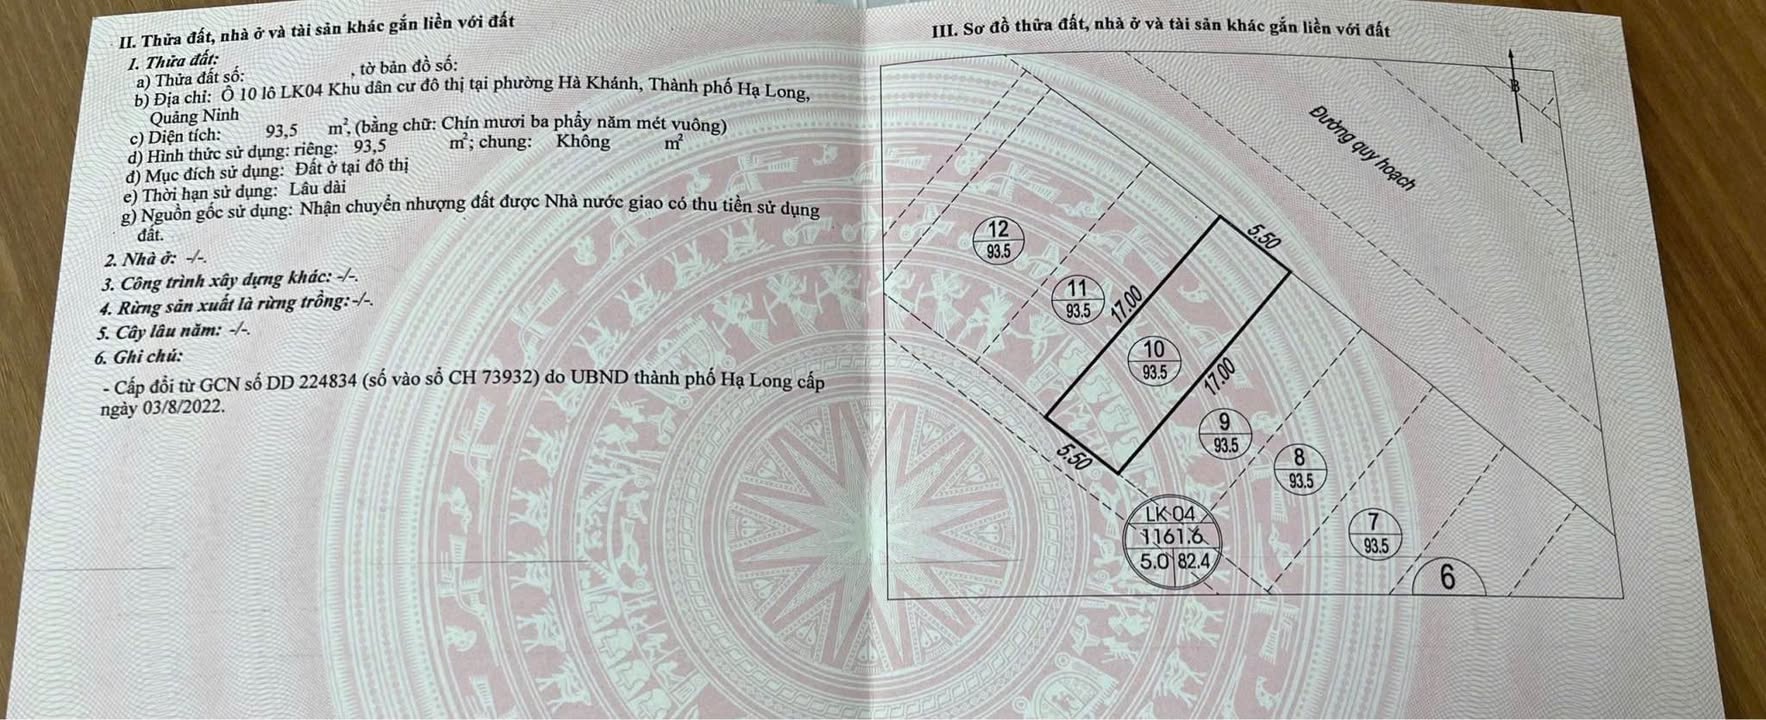 II. Thửa đất, nhà ở và tài sản khác gắn liền với đất
1. Thửa đất:
a) Thửa đất số: , tờ bản đồ số:
b) Địa chỉ: Ô 10 lô LK04 Khu dân cư đô thị tại phường Hà Khánh, Thành phố Hạ Long,
Quảng Ninh
c) Diện tích: 93,5 m², (bằng chữ: Chín mươi ba phẩy năm mét vuông)
d) Hình thức sử dụng: riêng: 93,5 m²; chung: Không m²
đ) Mục đích sử dụng: Đất ở tại đô thị
e) Thời hạn sử dụng: Lâu dài
g) Nguồn gốc sử dụng: Nhận chuyển nhượng đất được Nhà nước giao có thu tiền sử dụng
đất.
2. Nhà ở: -/-.
3. Công trình xây dựng khác: -/-.
4. Rừng sản xuất là rừng trồng:-/-.
5. Cây lâu năm: -/-.
6. Ghi chú:
- Cấp đổi từ GCN số DD 224834 (số vào sổ CH 73932) do UBND thành phố Hạ Long cấp
ngày 03/8/2022.
III. Sơ đồ thửa đất, nhà ở và tài sản khác gắn liền với đất
B
Đường quy hoạch
12
93.5
5.50
11
93.5
17.00
10
93.5
17.00
9
93.5
5.50
8
93.5
LK-04
1161.6
5.0 82.4
7
93.5
6